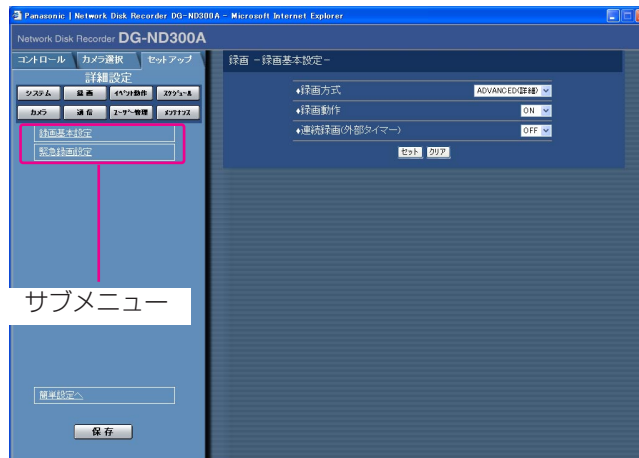 Panasonic | Network Disk Recorder DG-ND300A - Microsoft Internet Explorer
Network Disk Recorder DG-ND300A
コントロール カメラ選択 セットアップ
詳細設定
システム 録画 イベント動作 スケジュール
カメラ 通信 ユーザー管理 メンテナンス
録画基本設定
緊急録画設定
サブメニュー
簡単設定へ
保存
録画 −録画基本設定−
♦録画方式 ADVANCED(詳細)
♦録画動作 ON
♦連続録画(外部タイマー) OFF
セット クリア